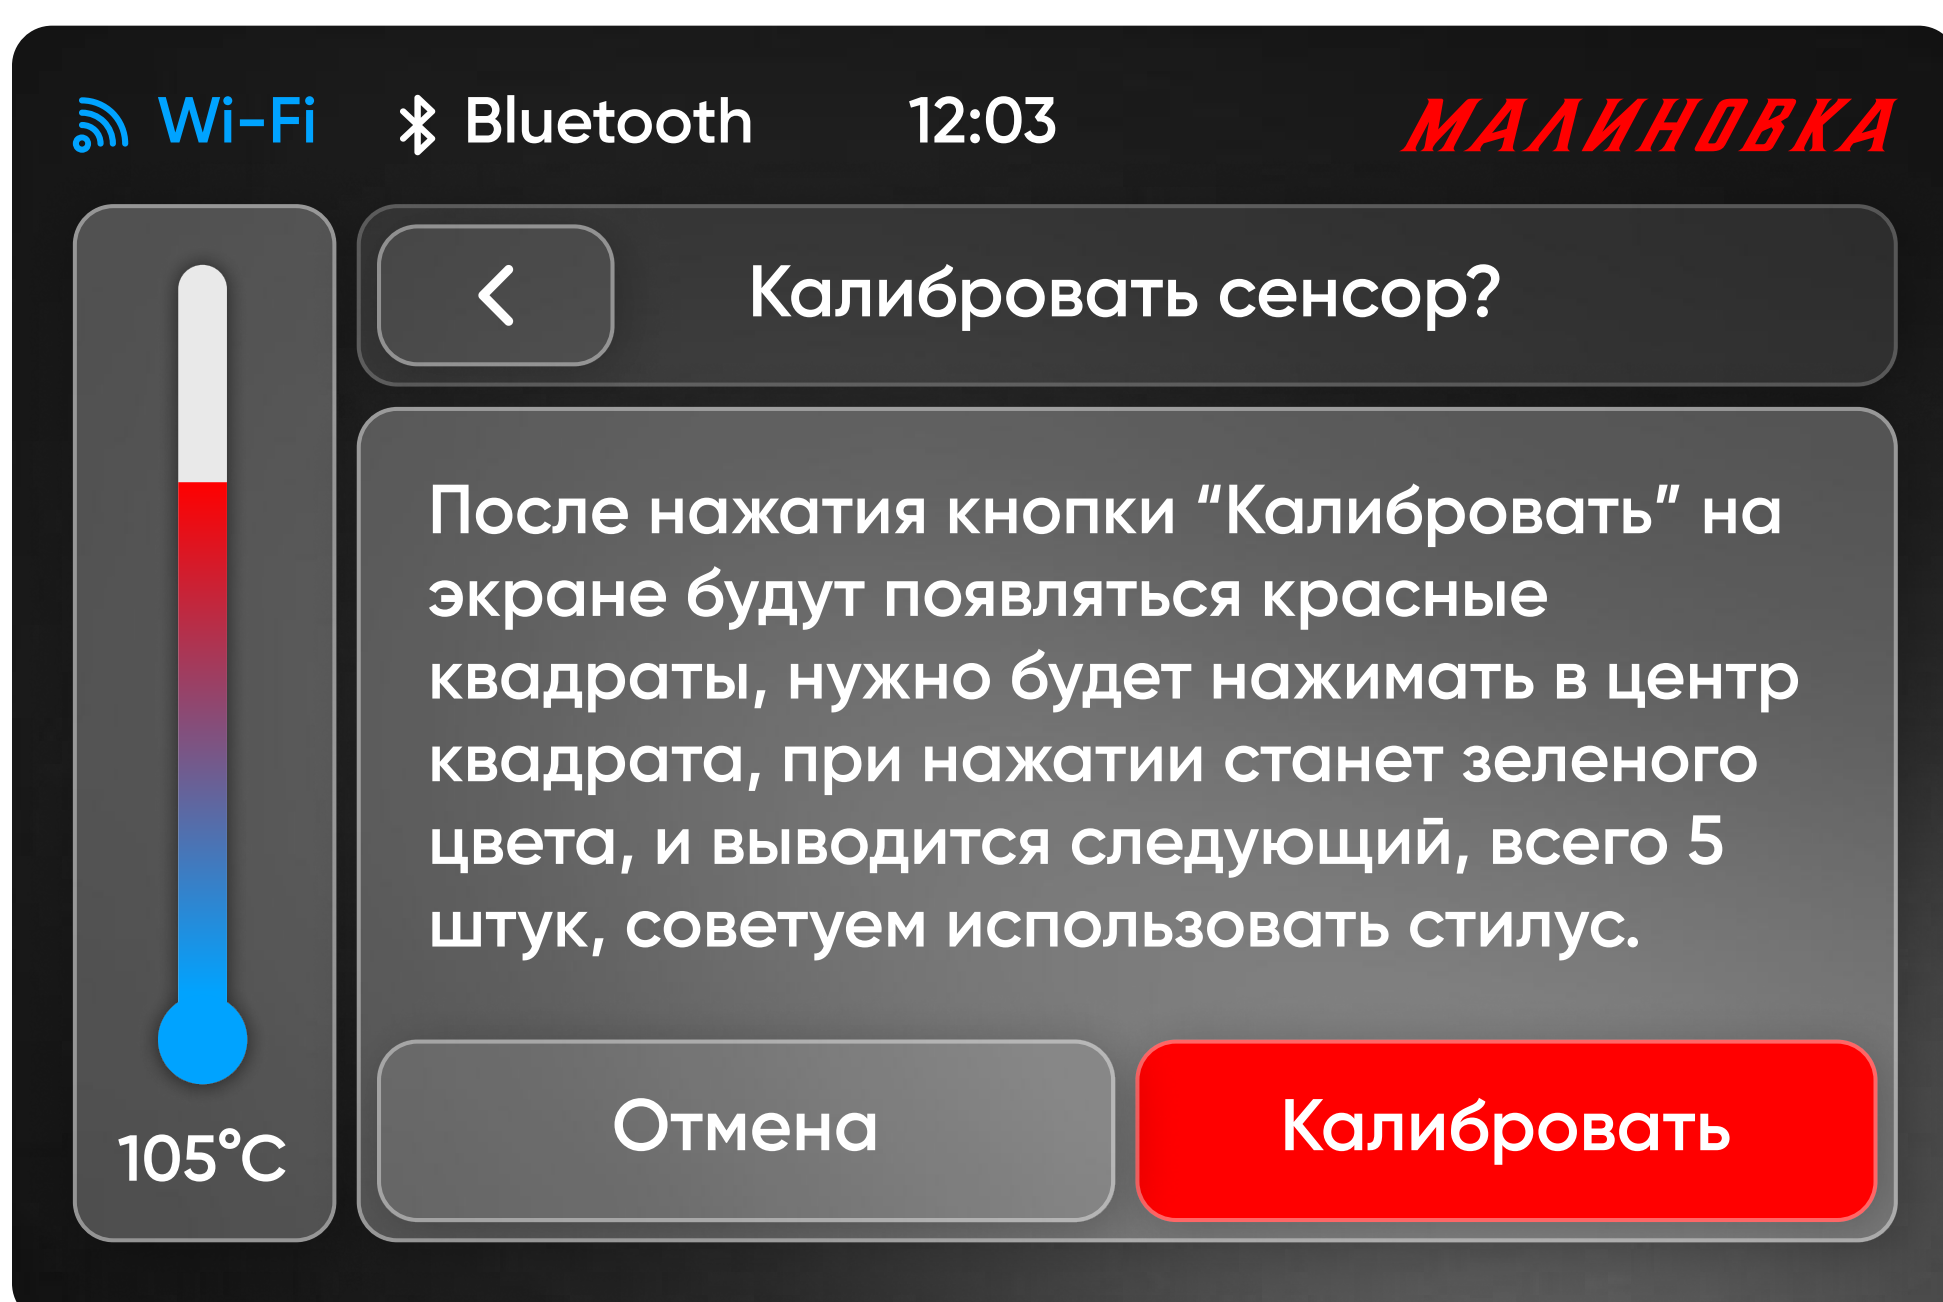 Wi-Fi
Bluetooth
12:03
МАЛИНОВКА
Калибровать сенсор?
После нажатия кнопки “Калибровать” на
экране будут появляться красные
квадраты, нужно будет нажимать в центр
квадрата, при нажатии станет зеленого
цвета, и выводится следующий, всего 5
штук, советуем использовать стилус.
Отмена
Калибровать
105°C